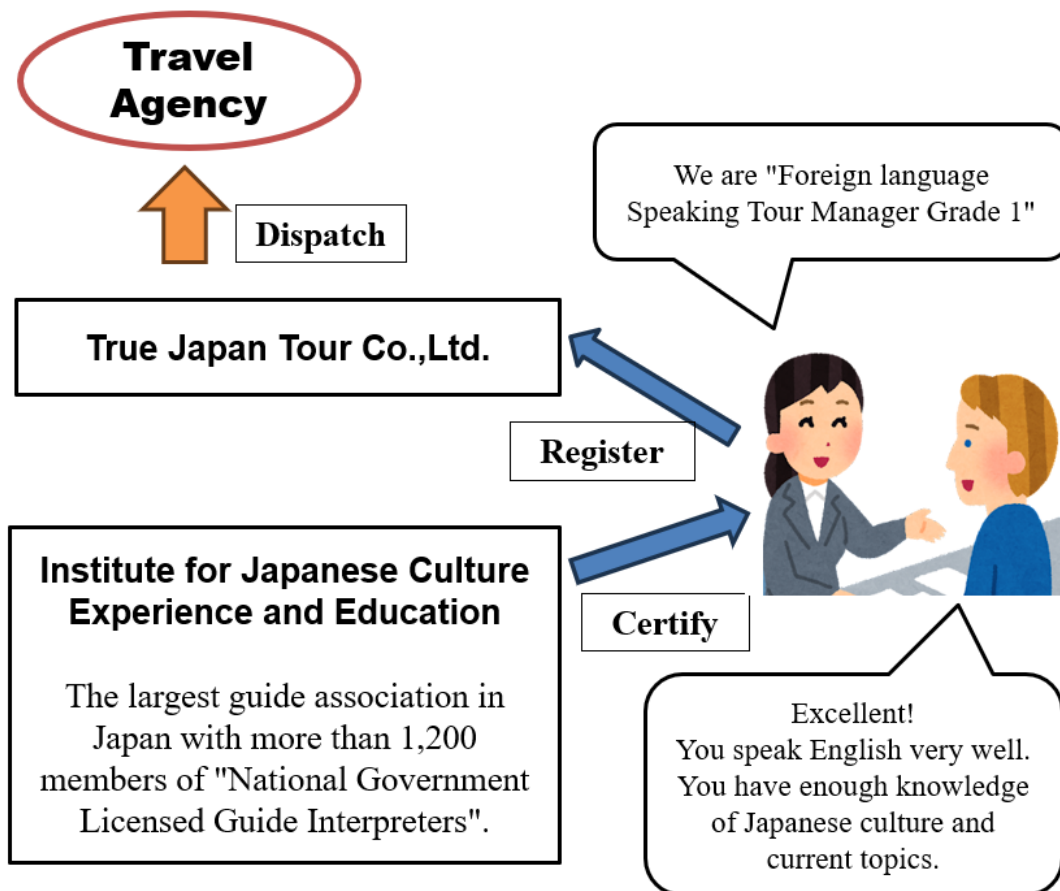 Travel
Agency
Dispatch
We are "Foreign language
Speaking Tour Manager Grade 1"
True Japan Tour Co.,Ltd.
Register
Institute for Japanese Culture
Experience and Education
The largest guide association in
Japan with more than 1,200
members of "National Government
Licensed Guide Interpreters".
Certify
Excellent!
You speak English very well.
You have enough knowledge
of Japanese culture and
current topics.